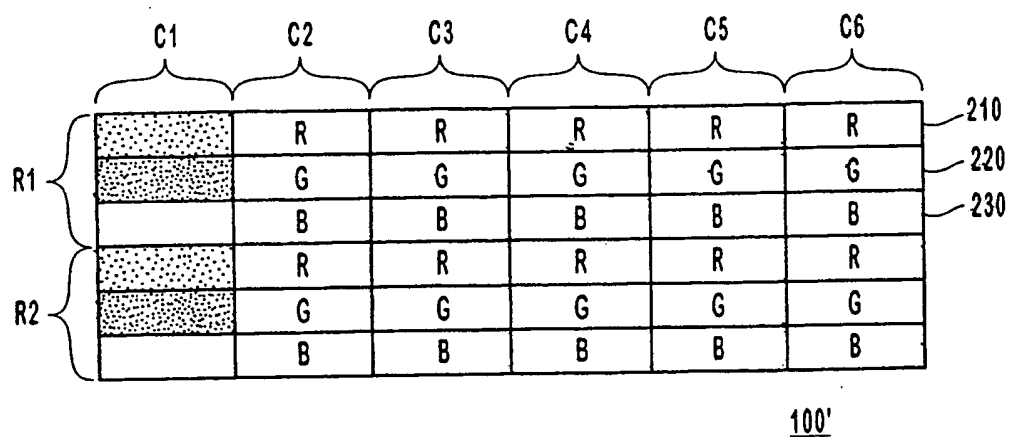 C1 C2 C3 C4 C5 C6
R R R R R 210
R1 G G G G G 220
B B B B B 230
R R R R R
R2 G G G G G
B B B B B
100'